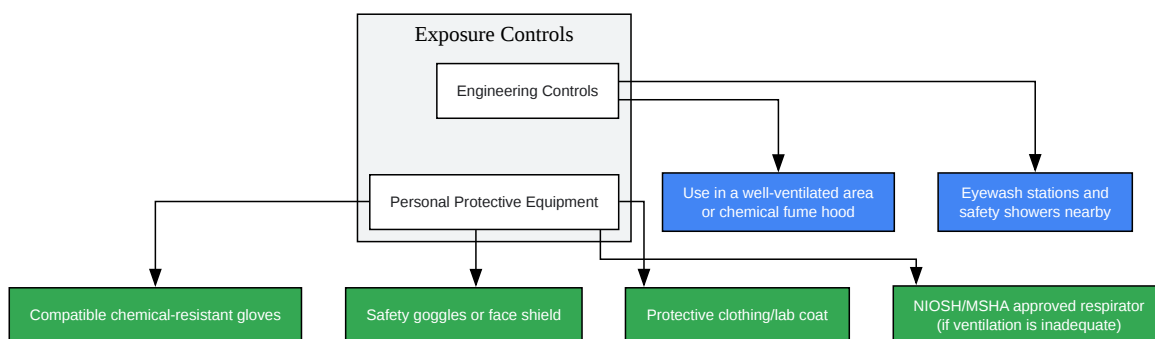 Exposure Controls
Engineering Controls
Personal Protective Equipment
Use in a well-ventilated area
or chemical fume hood
Eyewash stations and
safety showers nearby
Compatible chemical-resistant gloves
Safety goggles or face shield
Protective clothing/lab coat
NIOSH/MSHA approved respirator
(if ventilation is inadequate)